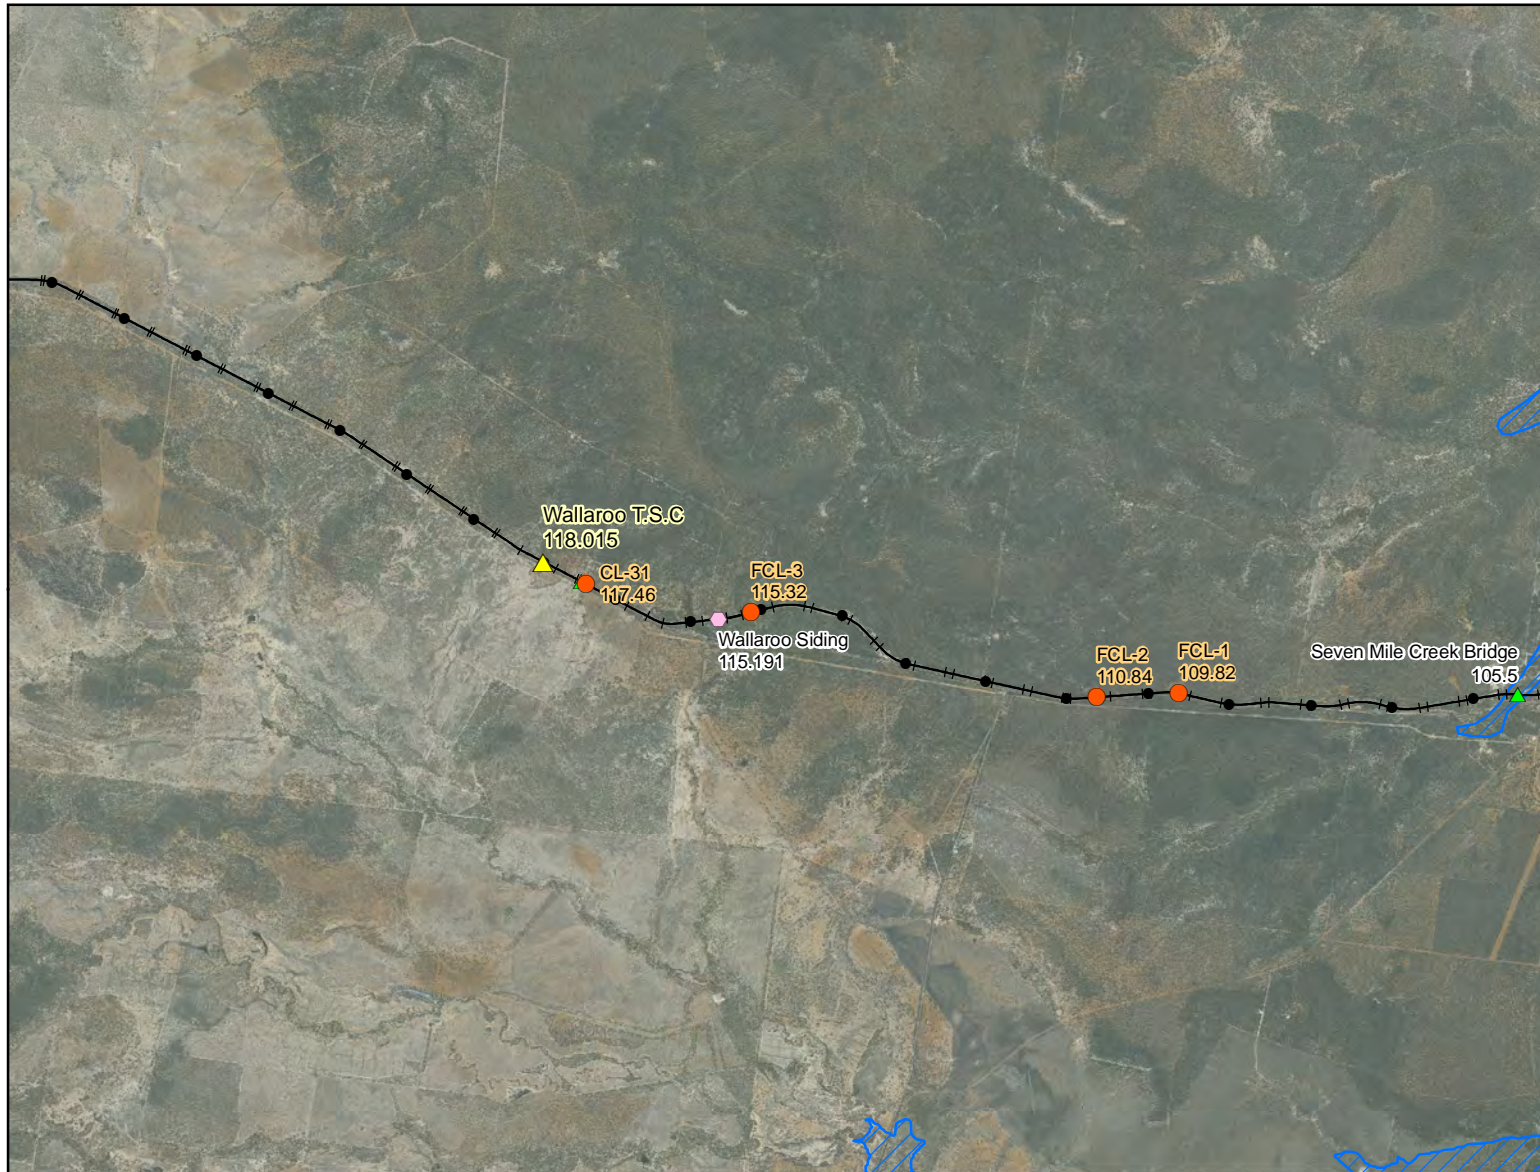 Wallaroo T.S.C
118.015
CL-31
117.46
FCL-3
115.32
Wallaroo Siding
115.191
FCL-2
110.84
FCL-1
109.82
Seven Mile Creek Bridge
105.5